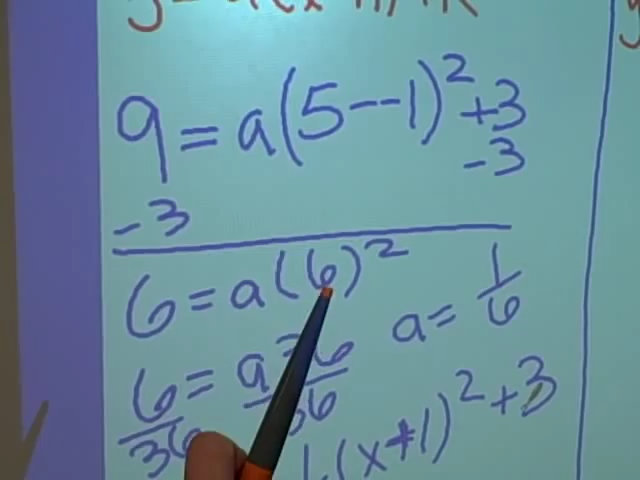 9 = a(5--1)² +3
-3 -3
6 = a(6)²
a = 1/6
6/36 = a36/36
(x+1)² +3